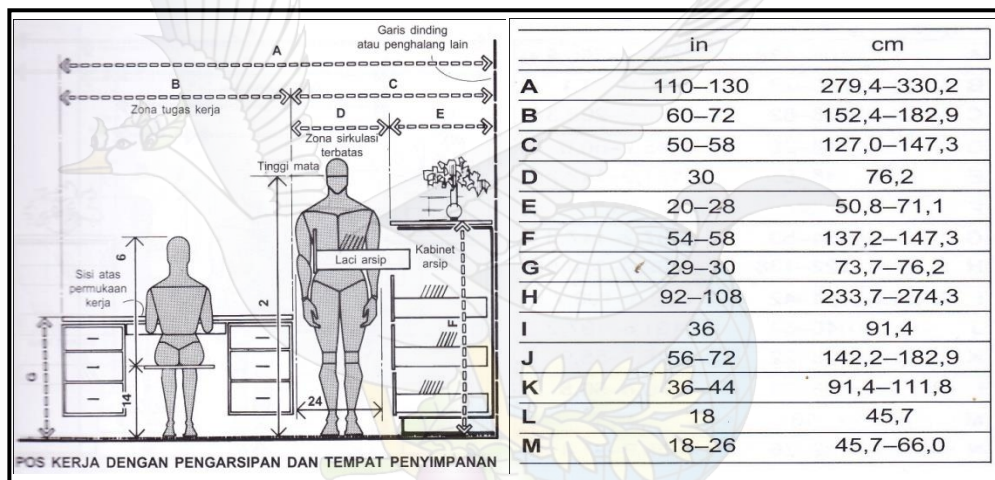 Garis dinding
atau penghalang lain
A
B
C
Zona tugas kerja
D
E
Zona sirkulasi
terbatas
Tinggi mata
Laci arsip
Kabinet
arsip
Sisi atas
permukaan
kerja
6
2
F
G
14
24
POS KERJA DENGAN PENGARSIPAN DAN TEMPAT PENYIMPANAN
in cm
A 110–130 279,4–330,2
B 60–72 152,4–182,9
C 50–58 127,0–147,3
D 30 76,2
E 20–28 50,8–71,1
F 54–58 137,2–147,3
G 29–30 73,7–76,2
H 92–108 233,7–274,3
I 36 91,4
J 56–72 142,2–182,9
K 36–44 91,4–111,8
L 18 45,7
M 18–26 45,7–66,0